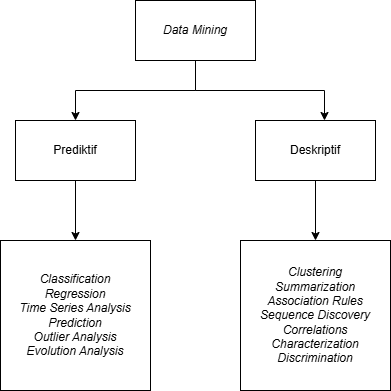 Data Mining
Prediktif
Deskriptif
Classification
Regression
Time Series Analysis
Prediction
Outlier Analysis
Evolution Analysis
Clustering
Summarization
Association Rules
Sequence Discovery
Correlations
Characterization
Discrimination